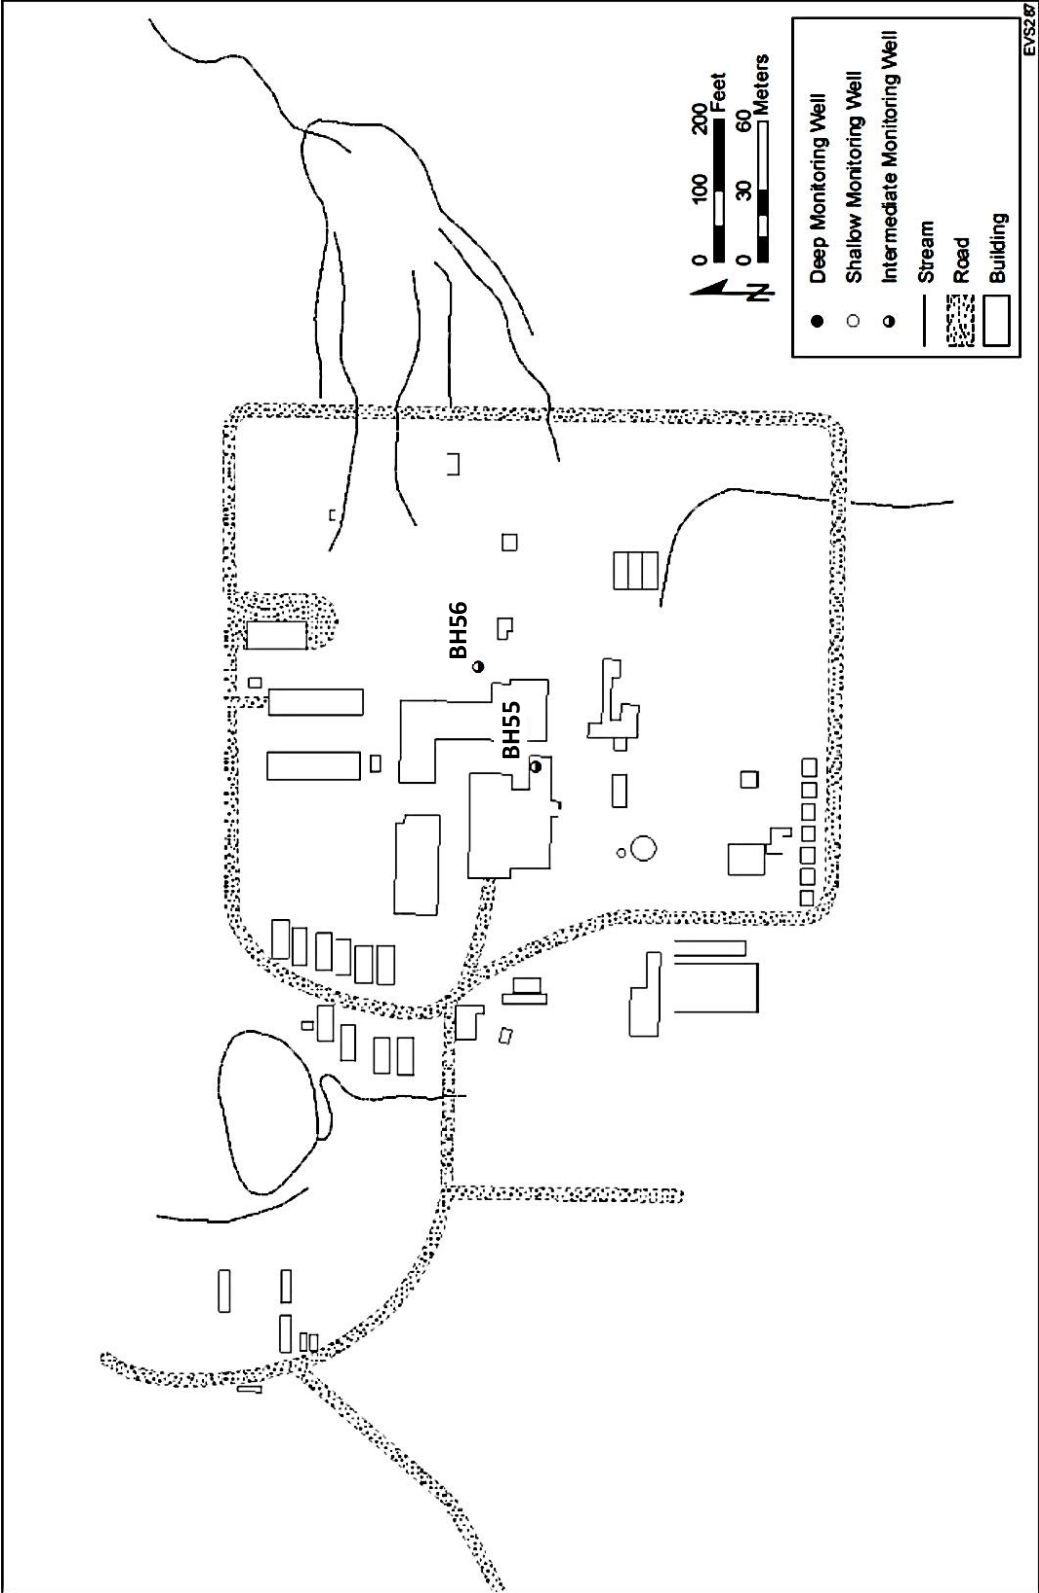 BH56
BH55
N
0 100 200
Feet
0 30 60
Meters
Deep Monitoring Well
Shallow Monitoring Well
Intermediate Monitoring Well
Stream
Road
Building
EVS287